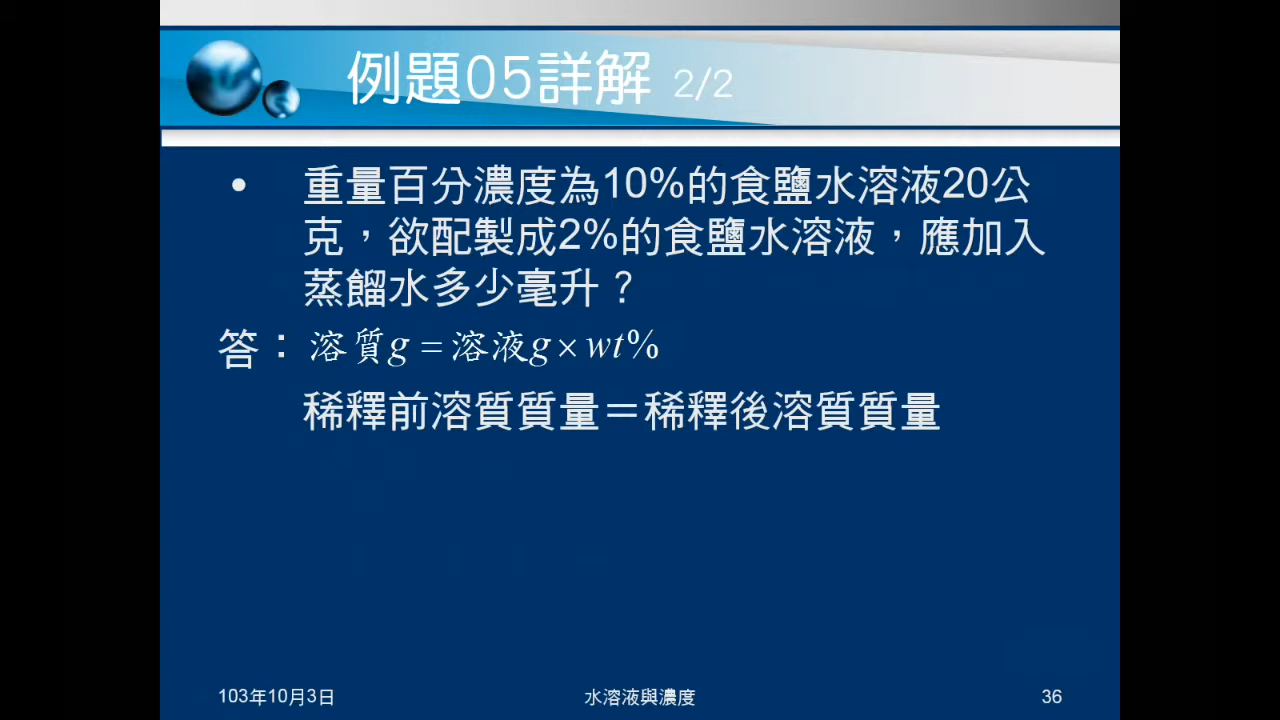 例題05詳解 2/2
• 重量百分濃度為10%的食鹽水溶液20公
克，欲配製成2%的食鹽水溶液，應加入
蒸餾水多少毫升？
答：溶質g = 溶液g × wt%
稀釋前溶質質量＝稀釋後溶質質量
103年10月3日 水溶液與濃度 36